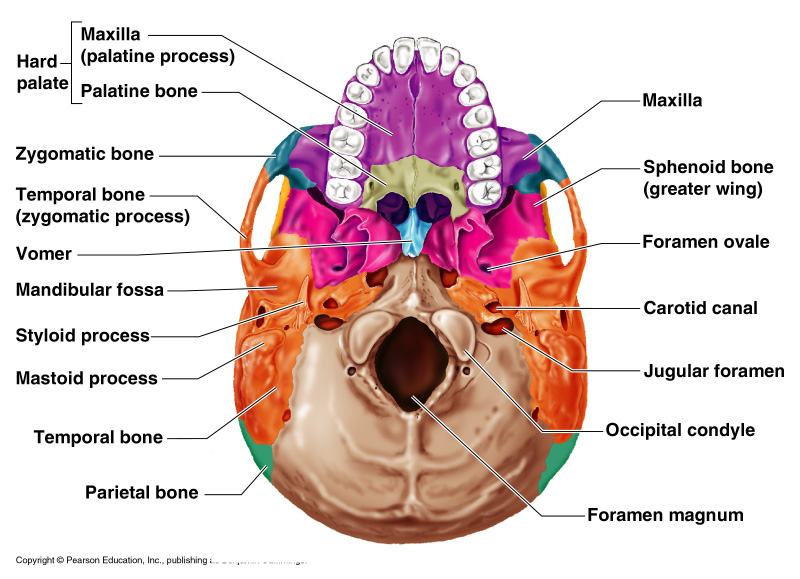 Maxilla
(palatine process)
Hard
palate
Palatine bone
Zygomatic bone
Temporal bone
(zygomatic process)
Vomer
Mandibular fossa
Styloid process
Mastoid process
Temporal bone
Parietal bone
Maxilla
Sphenoid bone
(greater wing)
Foramen ovale
Carotid canal
Jugular foramen
Occipital condyle
Foramen magnum
Copyright © Pearson Education, Inc., publishing